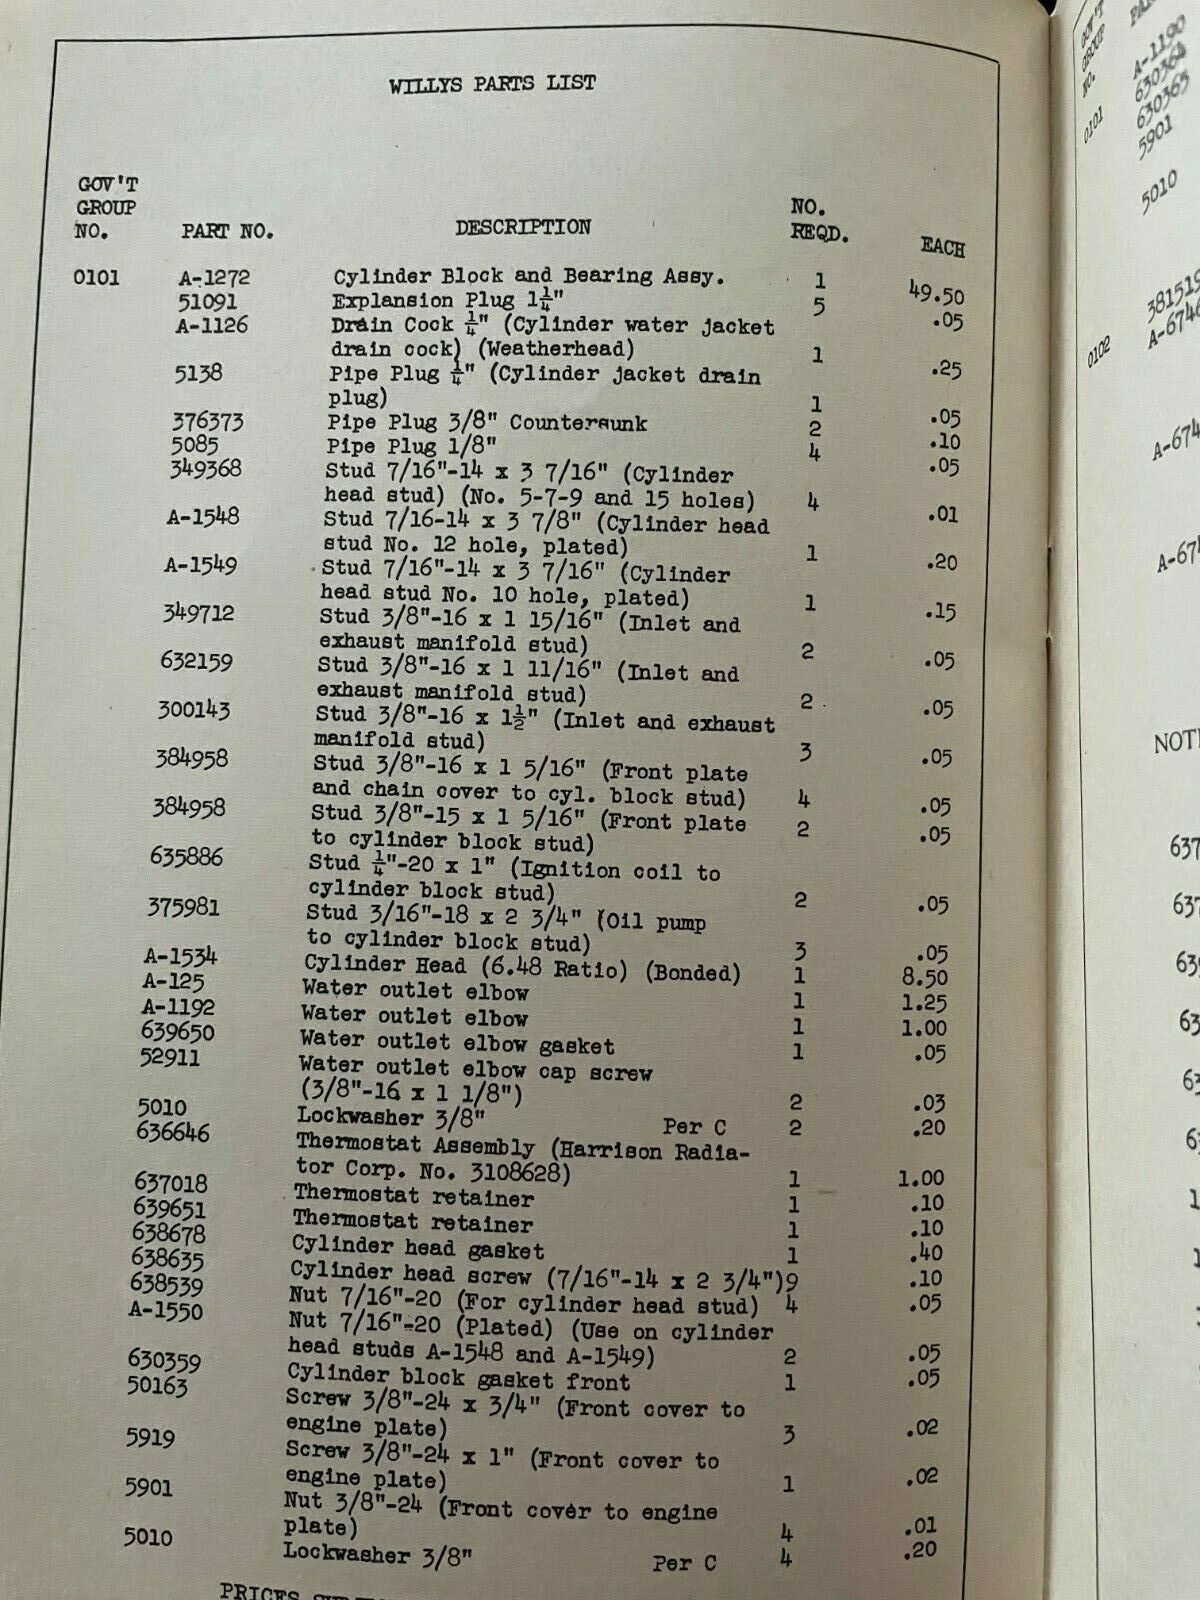 WILLYS PARTS LIST
GOV'T
GROUP
NO. PART NO. DESCRIPTION NO. REQD. EACH
0101 A-1272 Cylinder Block and Bearing Assy. 1 49.50
51091 Explansion Plug 1¼" 5 .05
A-1126 Drain Cock ¼" (Cylinder water jacket
drain cock) (Weatherhead) 1 .25
5138 Pipe Plug ¼" (Cylinder jacket drain
plug) 1 .05
376373 Pipe Plug 3/8" Countersunk 2 .10
5085 Pipe Plug 1/8" 4 .05
349368 Stud 7/16"-14 x 3 7/16" (Cylinder
head stud) (No. 5-7-9 and 15 holes) 4 .01
A-1548 Stud 7/16-14 x 3 7/8" (Cylinder head
stud No. 12 hole, plated) 1 .20
A-1549 Stud 7/16"-14 x 3 7/16" (Cylinder
head stud No. 10 hole, plated) 1 .15
349712 Stud 3/8"-16 x 1 15/16" (Inlet and
exhaust manifold stud) 2 .05
632159 Stud 3/8"-16 x 1 11/16" (Inlet and
exhaust manifold stud) 2 .05
300143 Stud 3/8"-16 x 1½" (Inlet and exhaust
manifold stud) 3 .05
384958 Stud 3/8"-16 x 1 5/16" (Front plate
and chain cover to cyl. block stud) 4 .05
384958 Stud 3/8"-15 x 1 5/16" (Front plate
to cylinder block stud) 2 .05
635886 Stud ¼"-20 x 1" (Ignition coil to
cylinder block stud) 2 .05
375981 Stud 3/16"-18 x 2 3/4" (Oil pump
to cylinder block stud) 3 .05
A-1534 Cylinder Head (6.48 Ratio) (Bonded) 1 8.50
A-125 Water outlet elbow 1 1.25
A-1192 Water outlet elbow 1 1.00
639650 Water outlet elbow gasket 1 .05
52911 Water outlet elbow cap screw
(3/8"-16 x 1 1/8") 2 .03
5010 Lockwasher 3/8" Per C 2 .20
636646 Thermostat Assembly (Harrison Radia-
tor Corp. No. 3108628) 1 1.00
637018 Thermostat retainer 1 .10
639651 Thermostat retainer 1 .10
638678 Cylinder head gasket 1 .40
638635 Cylinder head screw (7/16"-14 x 2 3/4") 9 .10
638539 Nut 7/16"-20 (For cylinder head stud) 4 .05
A-1550 Nut 7/16"-20 (Plated) (Use on cylinder
head studs A-1548 and A-1549) 2 .05
630359 Cylinder block gasket front 1 .05
50163 Screw 3/8"-24 x 3/4" (Front cover to
engine plate) 3 .02
5919 Screw 3/8"-24 x 1" (Front cover to
engine plate) 1 .02
5901 Nut 3/8"-24 (Front cover to engine
plate) 4 .01
5010 Lockwasher 3/8" Per C 4 .20
PRICES
GOV'T
GROUP
NO.
0101 A-1190
630364
630365
5901
5010
381519
0102 A-6746